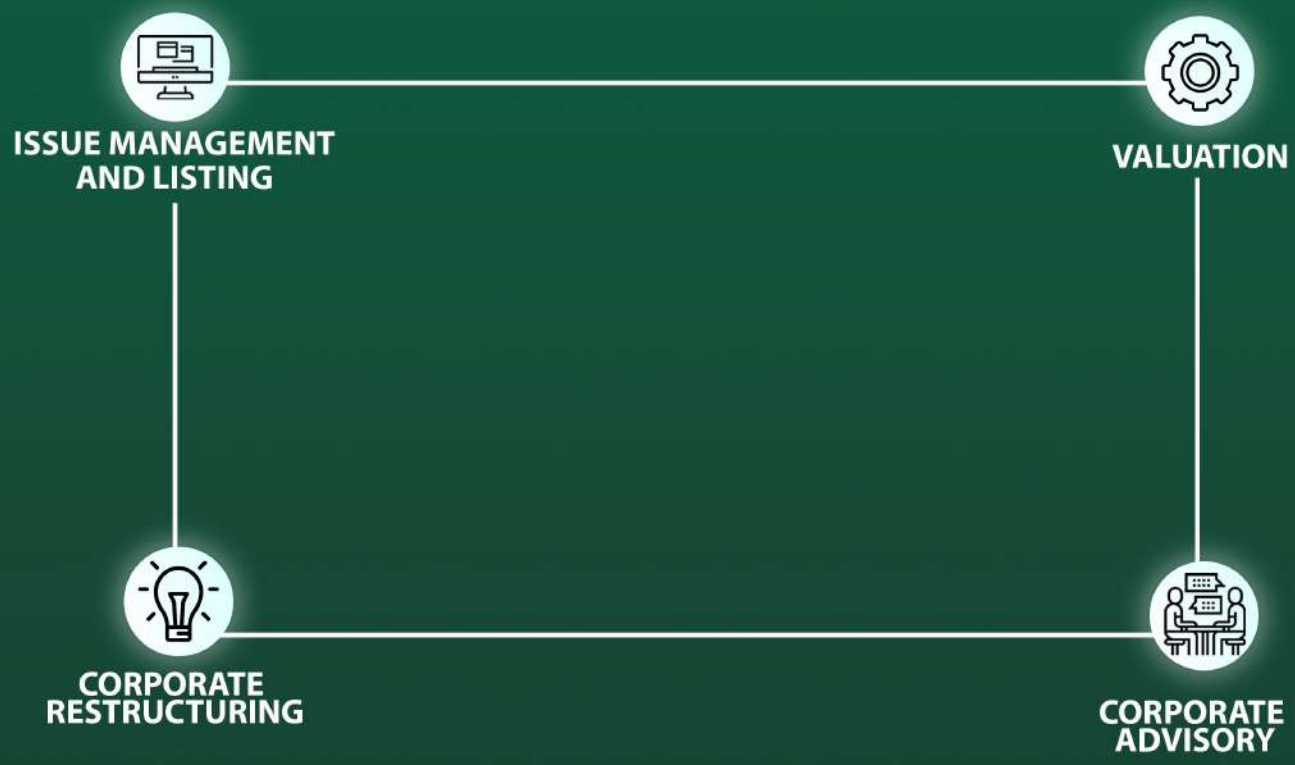 ISSUE MANAGEMENT
AND LISTING
VALUATION
CORPORATE
RESTRUCTURING
CORPORATE
ADVISORY